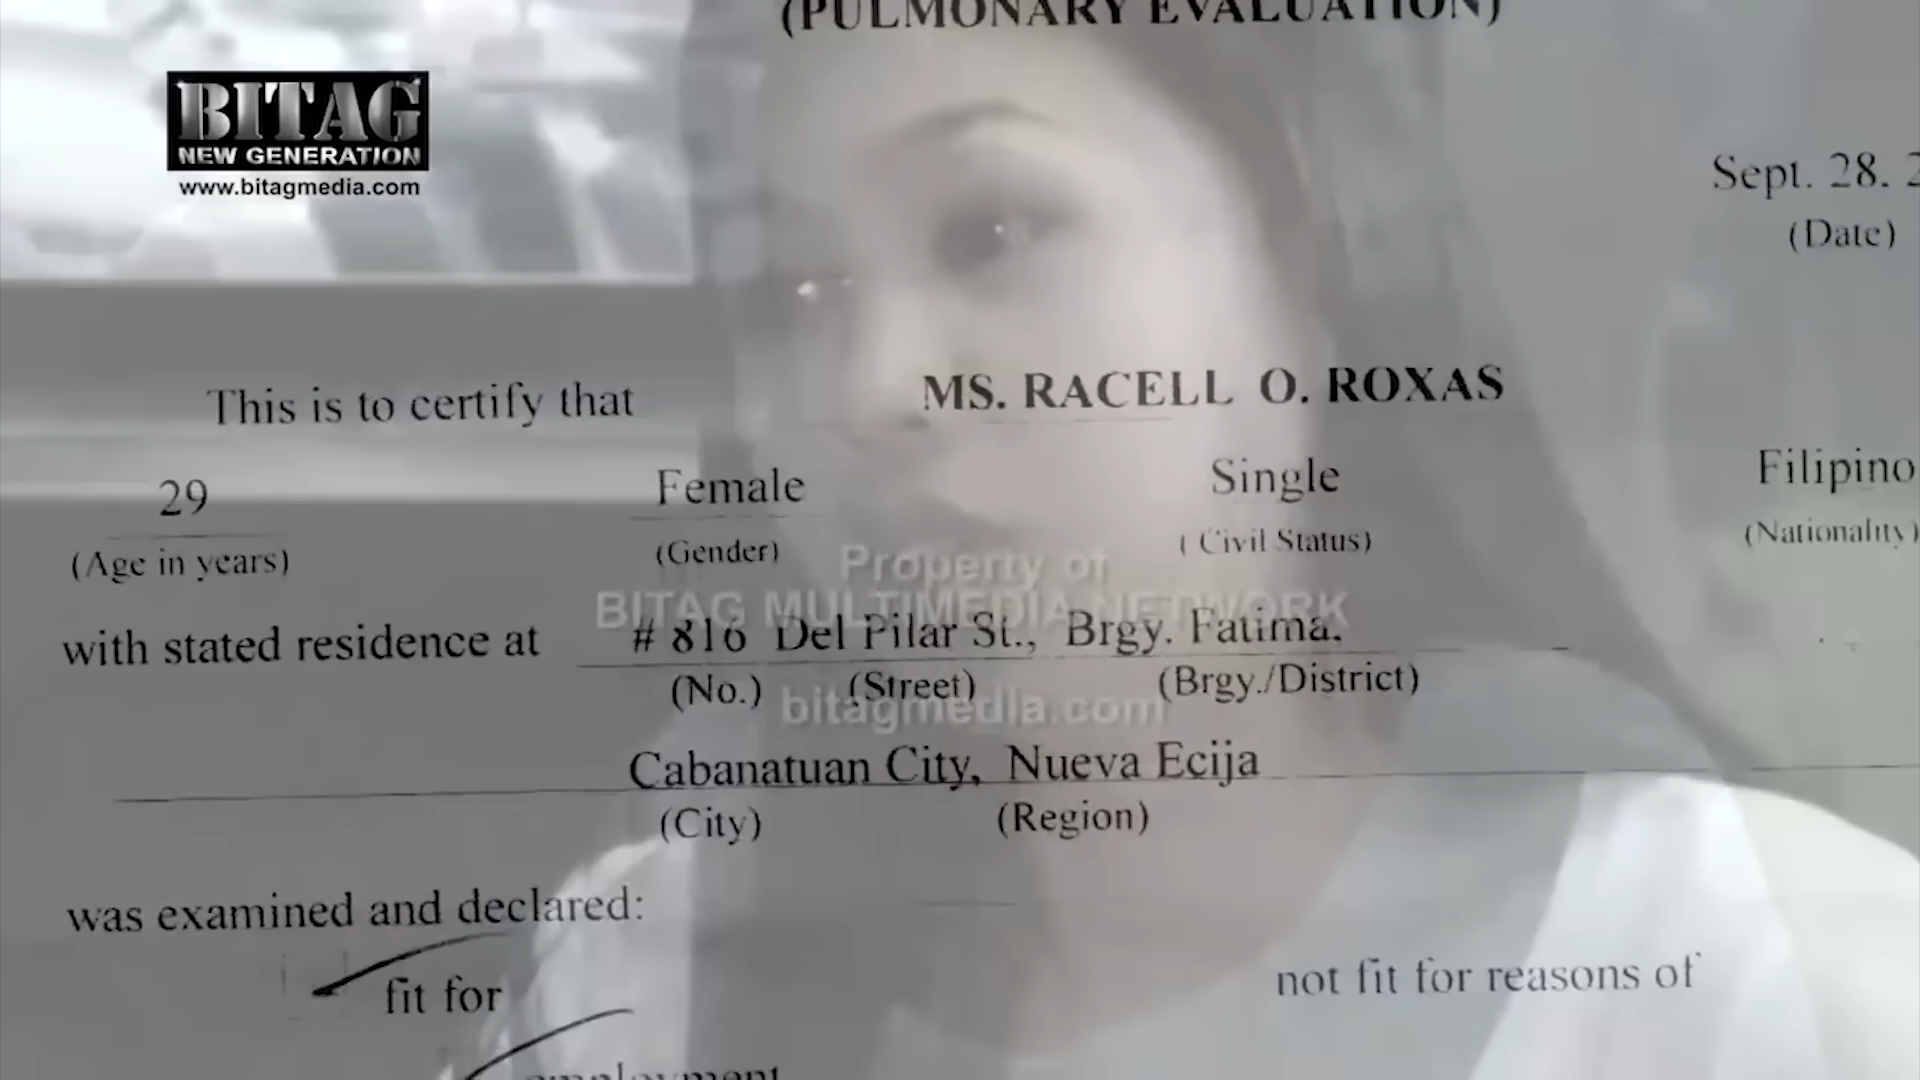 (PULMONARY EVALUATION)
BITAG
NEW GENERATION
www.bitagmedia.com
Sept. 28, 2
(Date)
This is to certify that MS. RACELL O. ROXAS
29 Female Single Filipino
(Age in years) (Gender) (Civil Status) (Nationality)
Property of
BITAG MULTIMEDIA NETWORK
with stated residence at # 816 Del Pilar St., Brgy. Fatima,
(No.) (Street) (Brgy./District)
bitagmedia.com
Cabanatuan City, Nueva Ecija
(City) (Region)
was examined and declared:
fit for not fit for reasons of
employment